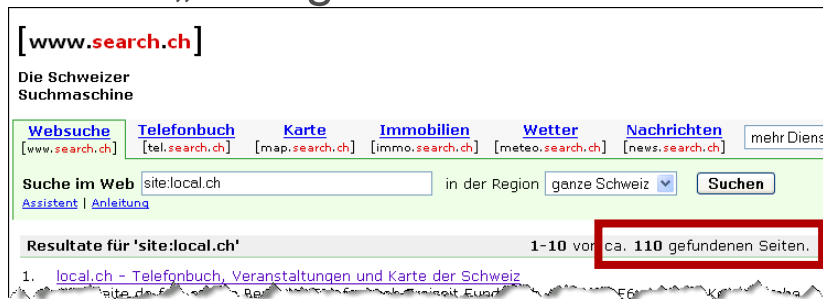 [www.search.ch]
Die Schweizer
Suchmaschine
Websuche Telefonbuch Karte Immobilien Wetter Nachrichten mehr Diens
[www.search.ch] [tel.search.ch] [map.search.ch] [immo.search.ch] [meteo.search.ch] [news.search.ch]
Suche im Web site:local.ch in der Region ganze Schweiz Suchen
Assistent | Anleitung
Resultate für 'site:local.ch' 1-10 von ca. 110 gefundenen Seiten.
1. local.ch - Telefonbuch, Veranstaltungen und Karte der Schweiz